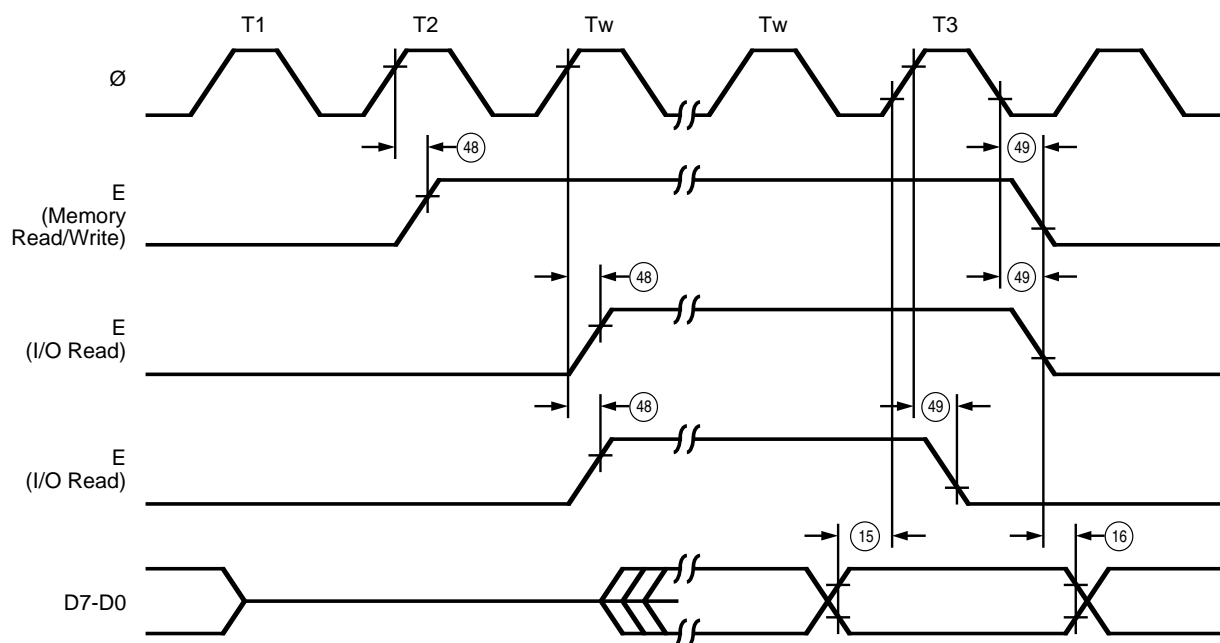 T1 T2 Tw Tw T3
Ø
48 49
E
(Memory
Read/Write)
48 49
E
(I/O Read)
48 49
E
(I/O Read)
15 16
D7-D0